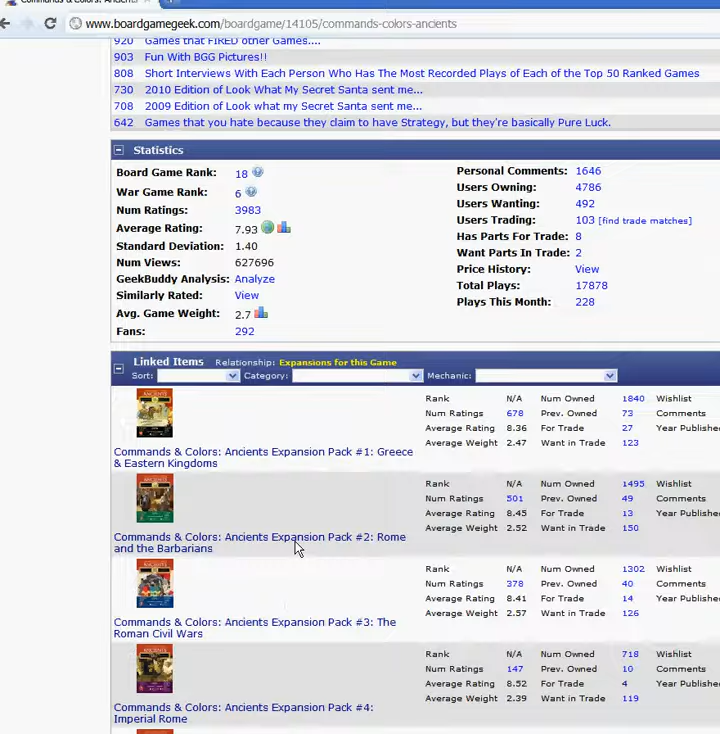 Commands & Colors: Ancients
www.boardgamegeek.com/boardgame/14105/commands-colors-ancients
920 Games that FIRED other Games....
903 Fun With BGG Pictures!!
808 Short Interviews With Each Person Who Has The Most Recorded Plays of Each of the Top 50 Ranked Games
730 2010 Edition of Look What My Secret Santa sent me...
708 2009 Edition of Look what my Secret Santa sent me...
642 Games that you hate because they claim to have Strategy, but they're basically Pure Luck.
Statistics
Board Game Rank: 18
War Game Rank: 6
Num Ratings: 3983
Average Rating: 7.93
Standard Deviation: 1.40
Num Views: 627696
GeekBuddy Analysis: Analyze
Similarly Rated: View
Avg. Game Weight: 2.7
Fans: 292
Personal Comments: 1646
Users Owning: 4786
Users Wanting: 492
Users Trading: 103 [find trade matches]
Has Parts For Trade: 8
Want Parts In Trade: 2
Price History: View
Total Plays: 17878
Plays This Month: 228
Linked Items Relationship: Expansions for this Game
Sort: Category: Mechanic:
Commands & Colors: Ancients Expansion Pack #1: Greece
& Eastern Kingdoms
Rank N/A Num Owned 1840 Wishlist
Num Ratings 678 Prev. Owned 73 Comments
Average Rating 8.36 For Trade 27 Year Published
Average Weight 2.47 Want in Trade 123
Commands & Colors: Ancients Expansion Pack #2: Rome
and the Barbarians
Rank N/A Num Owned 1495 Wishlist
Num Ratings 501 Prev. Owned 49 Comments
Average Rating 8.45 For Trade 13 Year Published
Average Weight 2.52 Want in Trade 150
Commands & Colors: Ancients Expansion Pack #3: The
Roman Civil Wars
Rank N/A Num Owned 1302 Wishlist
Num Ratings 378 Prev. Owned 40 Comments
Average Rating 8.41 For Trade 14 Year Published
Average Weight 2.57 Want in Trade 126
Commands & Colors: Ancients Expansion Pack #4:
Imperial Rome
Rank N/A Num Owned 718 Wishlist
Num Ratings 147 Prev. Owned 10 Comments
Average Rating 8.52 For Trade 4 Year Published
Average Weight 2.39 Want in Trade 119